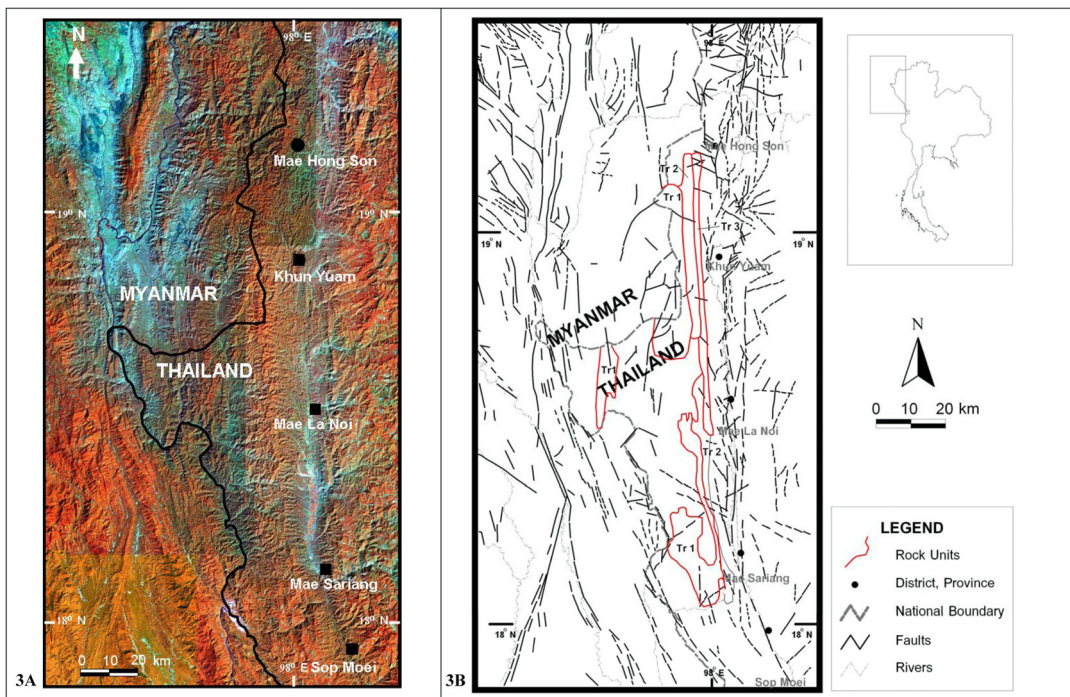 98° E
N
Mae Hong Son
19° N
19° N
Khun Yuam
MYANMAR
THAILAND
Mae La Noi
Mae Sariang
18° N
18° N
Sop Moei
98° E
0 10 20 km
3A
98° E
Mae Hong Son
Tr 2
Tr 1
Tr 3
19° N
19° N
Khun Yuam
MYANMAR
THAILAND
Tr1
Mae La Noi
Tr 2
Tr 1
Mae Sariang
18° N
18° N
98° E
Sop Moei
3B
N
0 10 20 km
LEGEND
Rock Units
District, Province
National Boundary
Faults
Rivers